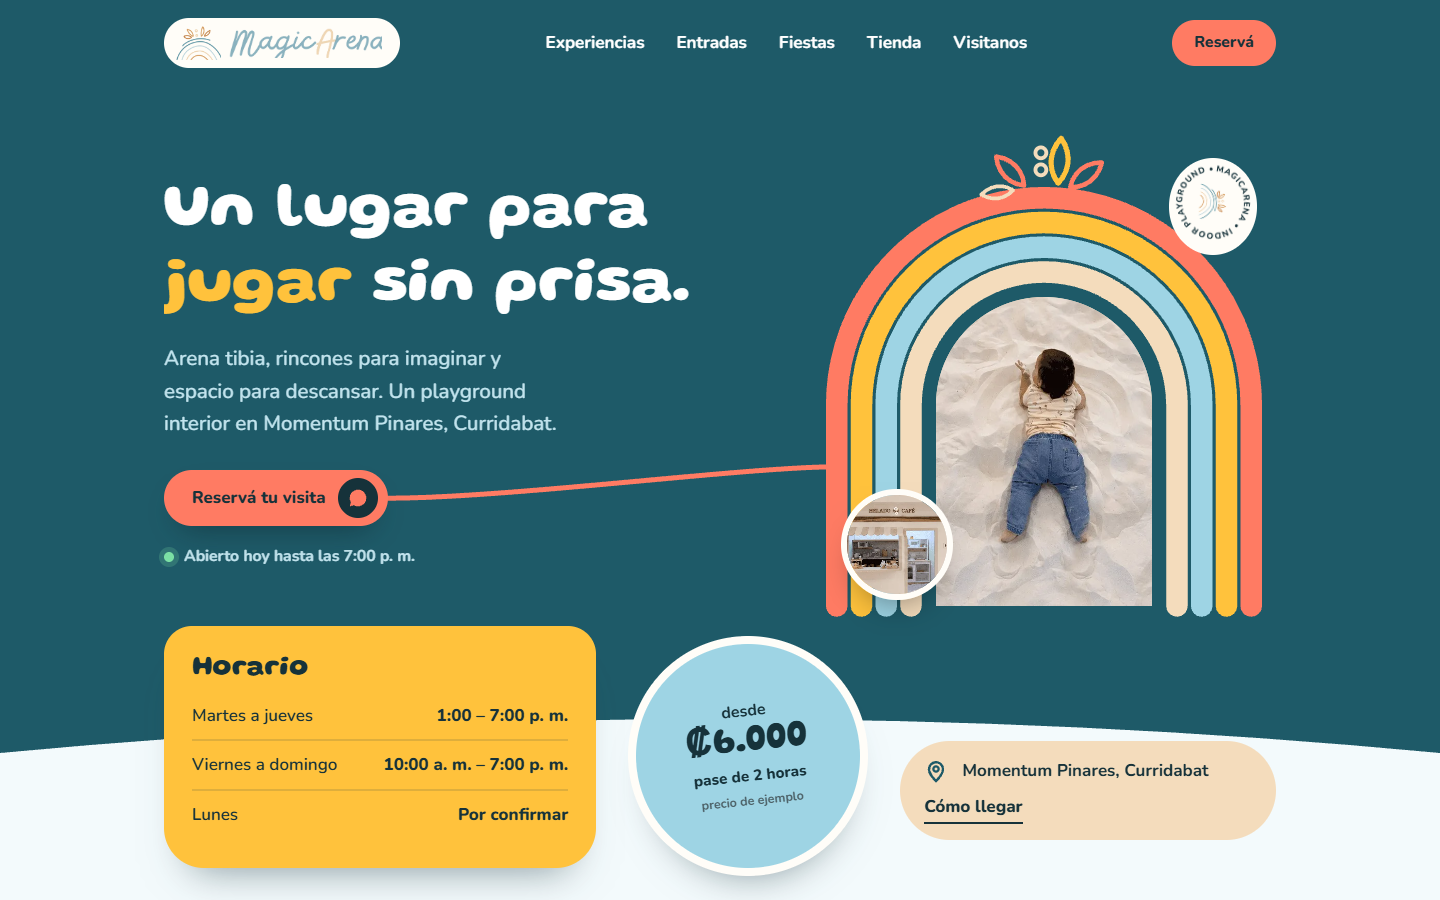 MagicArena
Experiencias
Entradas
Fiestas
Tienda
Visitanos
Reservá
Un lugar para
jugar sin prisa.
Arena tibia, rincones para imaginar y
espacio para descansar. Un playground
interior en Momentum Pinares, Curridabat.
Reservá tu visita
Abierto hoy hasta las 7:00 p. m.
MAGICARENA • INDOOR PLAYGROUND •
HELADO CAFÉ
Horario
Martes a jueves 1:00 – 7:00 p. m.
Viernes a domingo 10:00 a. m. – 7:00 p. m.
Lunes Por confirmar
desde
₡6.000
pase de 2 horas
precio de ejemplo
Momentum Pinares, Curridabat
Cómo llegar